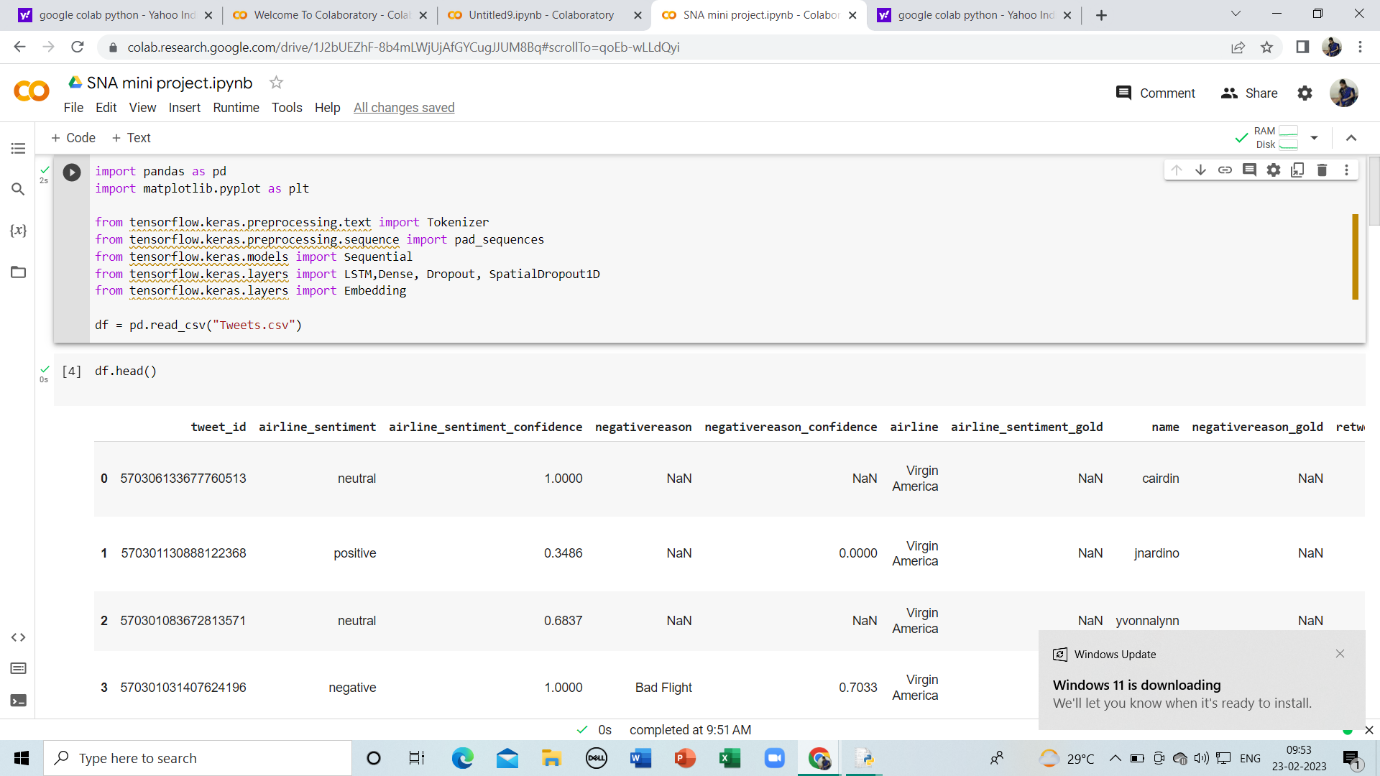 google colab python - Yahoo Ind
Welcome To Colaboratory - Colal
Untitled9.ipynb - Colaboratory
SNA mini project.ipynb - Colabor
google colab python - Yahoo Ind
colab.research.google.com/drive/1J2bUEZhF-8b4mLWjUjAfGYCugJJUM8Bq#scrollTo=qoEb-wLLdQyi
SNA mini project.ipynb
File Edit View Insert Runtime Tools Help All changes saved
Comment Share
+ Code + Text
RAM
Disk
2s
import pandas as pd
import matplotlib.pyplot as plt
from tensorflow.keras.preprocessing.text import Tokenizer
from tensorflow.keras.preprocessing.sequence import pad_sequences
from tensorflow.keras.models import Sequential
from tensorflow.keras.layers import LSTM,Dense, Dropout, SpatialDropout1D
from tensorflow.keras.layers import Embedding
df = pd.read_csv("Tweets.csv")
0s
[4] df.head()
tweet_id airline_sentiment airline_sentiment_confidence negativereason negativereason_confidence airline airline_sentiment_gold name negativereason_gold retw
0 570306133677760513 neutral 1.0000 NaN NaN Virgin America NaN cairdin NaN
1 570301130888122368 positive 0.3486 NaN 0.0000 Virgin America NaN jnardino NaN
2 570301083672813571 neutral 0.6837 NaN NaN Virgin America NaN yvonnalynn NaN
3 570301031407624196 negative 1.0000 Bad Flight 0.7033 Virgin America
Windows Update
Windows 11 is downloading
We'll let you know when it's ready to install.
0s completed at 9:51 AM
Type here to search
DELL
29°C
ENG
09:53
23-02-2023
1